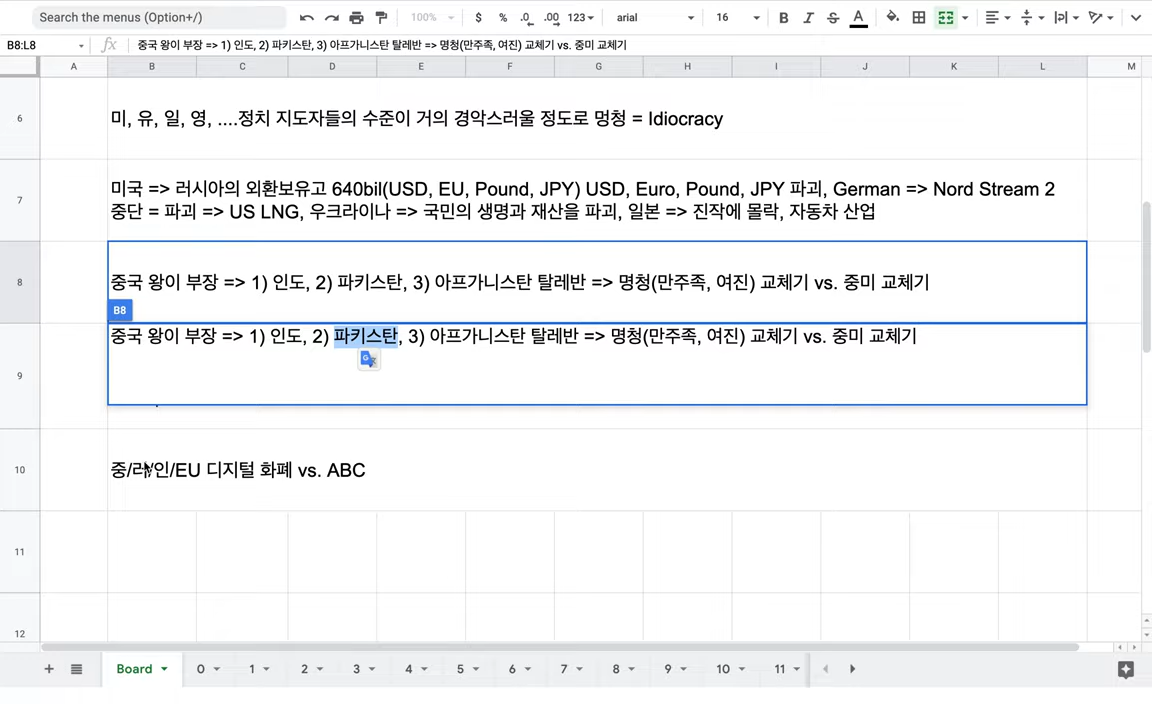 Search the menus (Option+/)
100%
$ % .0 .00 123
arial
16
B I S A
B8:L8
fx
중국 왕이 부장 => 1) 인도, 2) 파키스탄, 3) 아프가니스탄 탈레반 => 명청(만주족, 여진) 교체기 vs. 중미 교체기
A B C D E F G H I J K L M
6
미, 유, 일, 영, ....정치 지도자들의 수준이 거의 경악스러울 정도로 멍청 = Idiocracy
7
미국 => 러시아의 외환보유고 640bil(USD, EU, Pound, JPY) USD, Euro, Pound, JPY 파괴, German => Nord Stream 2
중단 = 파괴 => US LNG, 우크라이나 => 국민의 생명과 재산을 파괴, 일본 => 진작에 몰락, 자동차 산업
8
중국 왕이 부장 => 1) 인도, 2) 파키스탄, 3) 아프가니스탄 탈레반 => 명청(만주족, 여진) 교체기 vs. 중미 교체기
B8
중국 왕이 부장 => 1) 인도, 2) 파키스탄, 3) 아프가니스탄 탈레반 => 명청(만주족, 여진) 교체기 vs. 중미 교체기
9
10
중/러/인/EU 디지털 화폐 vs. ABC
11
12
Board 0 1 2 3 4 5 6 7 8 9 10 11